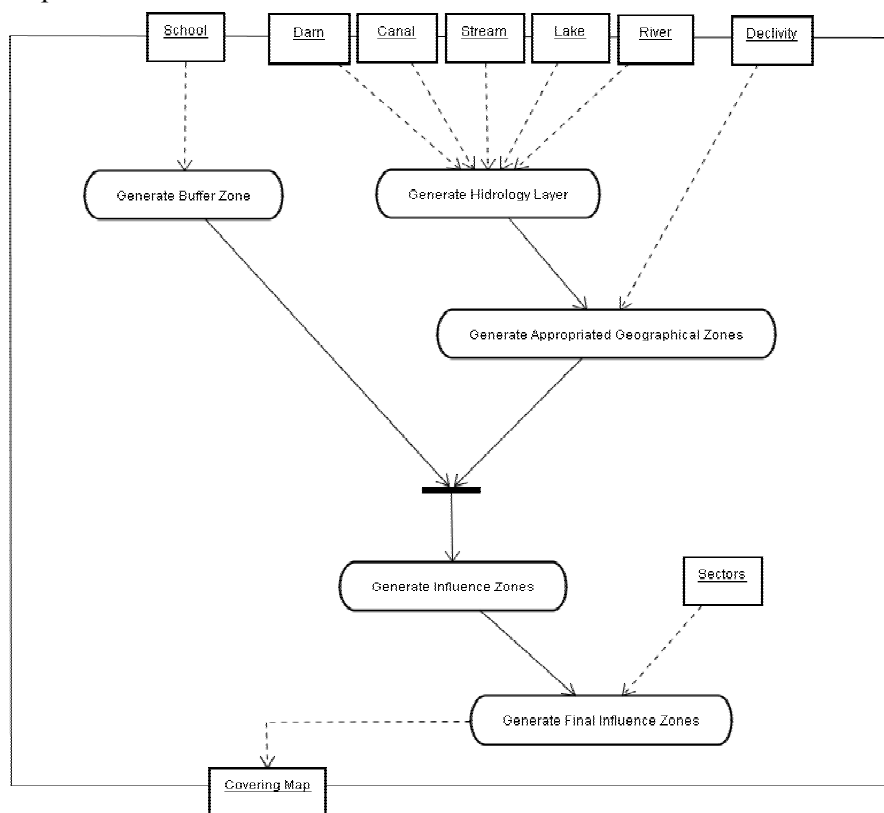 School
Dam
Canal
Stream
Lake
River
Declivity
Generate Buffer Zone
Generate Hidrology Layer
Generate Appropriated Geographical Zones
Generate Influence Zones
Sectors
Generate Final Influence Zones
Covering Map